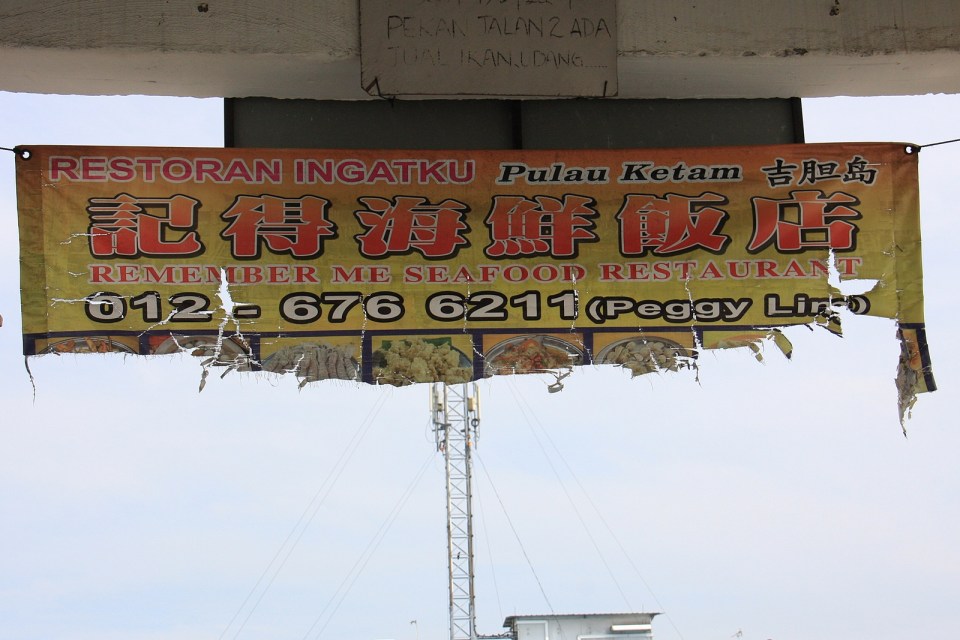 PEKAN TALAN2 ADA
JUAL IKAN.UDANG.....
RESTORAN INGATKU Pulau Ketam 吉胆岛
記得海鮮飯店
REMEMBER ME SEAFOOD RESTAURANT
012 - 676 6211 (Peggy Lim)